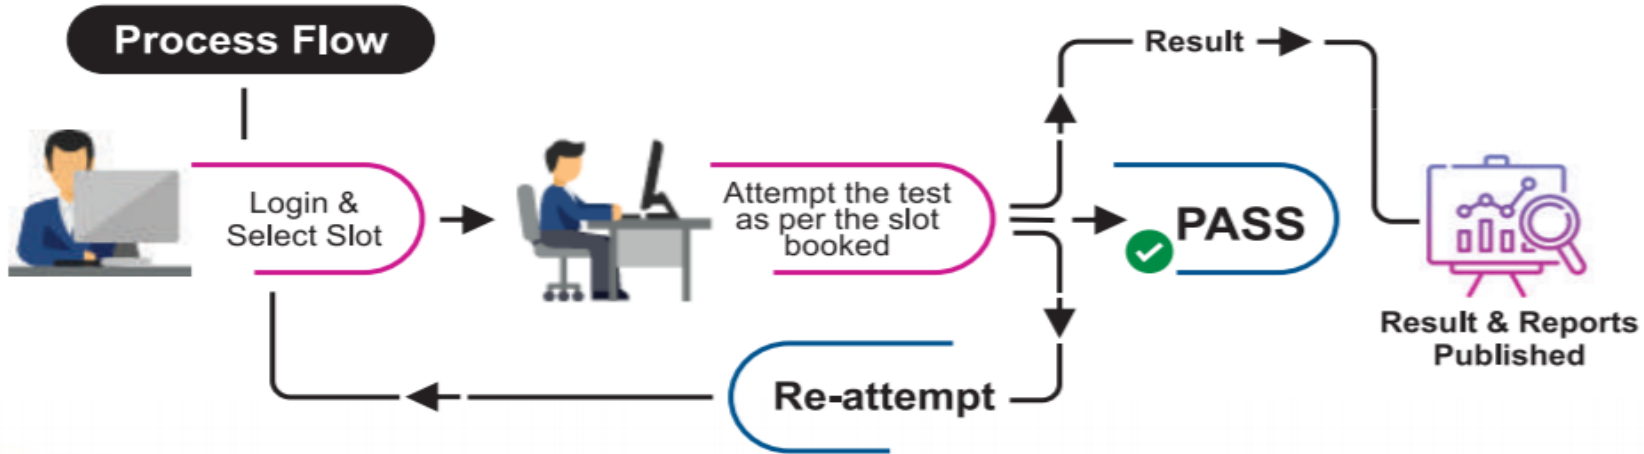 Process Flow
Login &
Select Slot
Attempt the test
as per the slot
booked
Result
PASS
Result & Reports
Published
Re-attempt